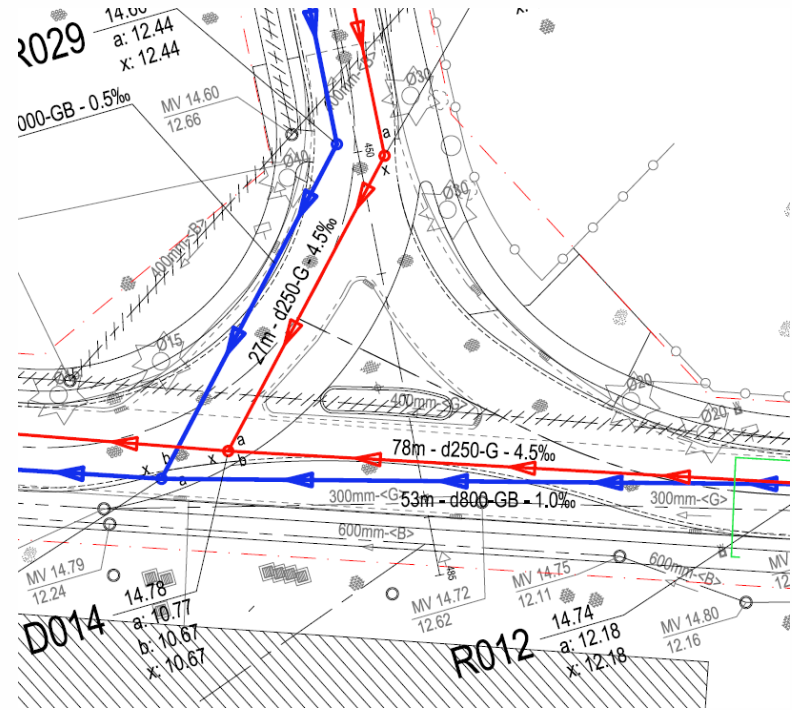 R029
14.60
a: 12.44
x: 12.44
000-GB - 0.5‰
MV 14.60
12.66
Ø30
a
450
x
Ø40
Ø30
400mm-<B>
27m - d250-G - 4.5‰
Ø15
Ø20
Ø20
400mm-<G>
a
x
b
b
x
a
78m - d250-G - 4.5‰
53m - d800-GB - 1.0‰
300mm-<G>
300mm-<G>
600mm-<B>
600mm-<B>
MV 14.79
12.24
485
MV 14.72
12.62
MV 14.75
12.11
MV 14.80
12.16
MV
D014
14.78
a: 10.77
b: 10.67
x: 10.67
R012
14.74
a: 12.18
x: 12.18